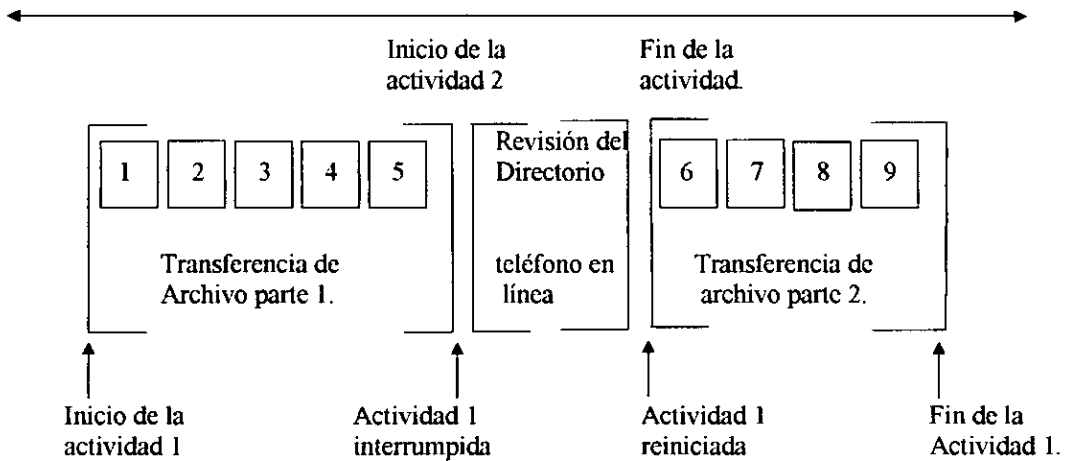 Inicio de la
actividad 2
Fin de la
actividad.
1 2 3 4 5
Transferencia de
Archivo parte 1.
Revisión del
Directorio
teléfono en
línea
6 7 8 9
Transferencia de
archivo parte 2.
Inicio de la
actividad 1
Actividad 1
interrumpida
Actividad 1
reiniciada
Fin de la
Actividad 1.